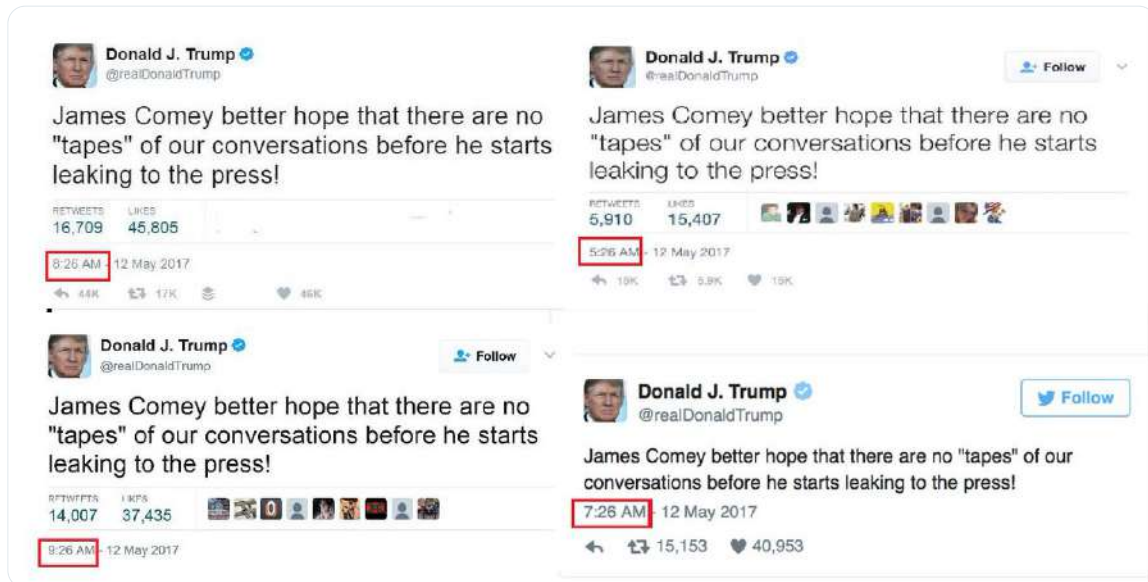 Donald J. Trump
@realDonaldTrump
James Comey better hope that there are no
"tapes" of our conversations before he starts
leaking to the press!
RETWEETS LIKES
16,709 45,805
8:26 AM - 12 May 2017
44K 17K 46K
Donald J. Trump
@realDonaldTrump
Follow
James Comey better hope that there are no
"tapes" of our conversations before he starts
leaking to the press!
RETWEETS LIKES
5,910 15,407
5:26 AM - 12 May 2017
5.9K
Donald J. Trump
@realDonaldTrump
Follow
James Comey better hope that there are no
"tapes" of our conversations before he starts
leaking to the press!
RETWEETS LIKES
14,007 37,435
9:26 AM - 12 May 2017
Donald J. Trump
@realDonaldTrump
Follow
James Comey better hope that there are no "tapes" of our
conversations before he starts leaking to the press!
7:26 AM - 12 May 2017
15,153 40,953